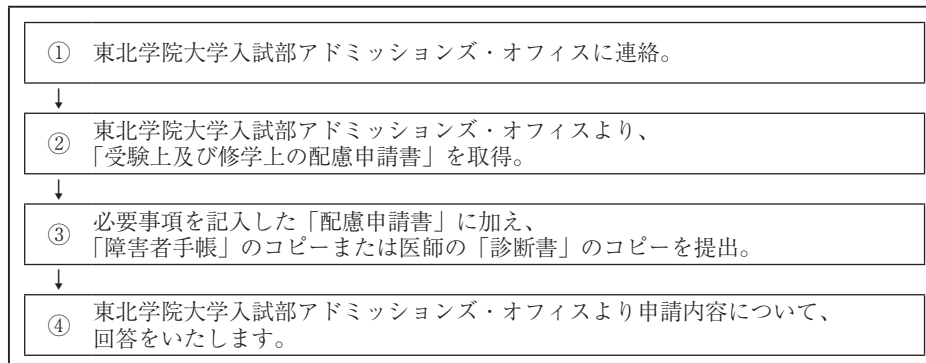 ① 東北学院大学入試部アドミッションズ・オフィスに連絡。
↓
② 東北学院大学入試部アドミッションズ・オフィスより、
「受験上及び修学上の配慮申請書」を取得。
↓
③ 必要事項を記入した「配慮申請書」に加え、
「障害者手帳」のコピーまたは医師の「診断書」のコピーを提出。
↓
④ 東北学院大学入試部アドミッションズ・オフィスより申請内容について、
回答をいたします。